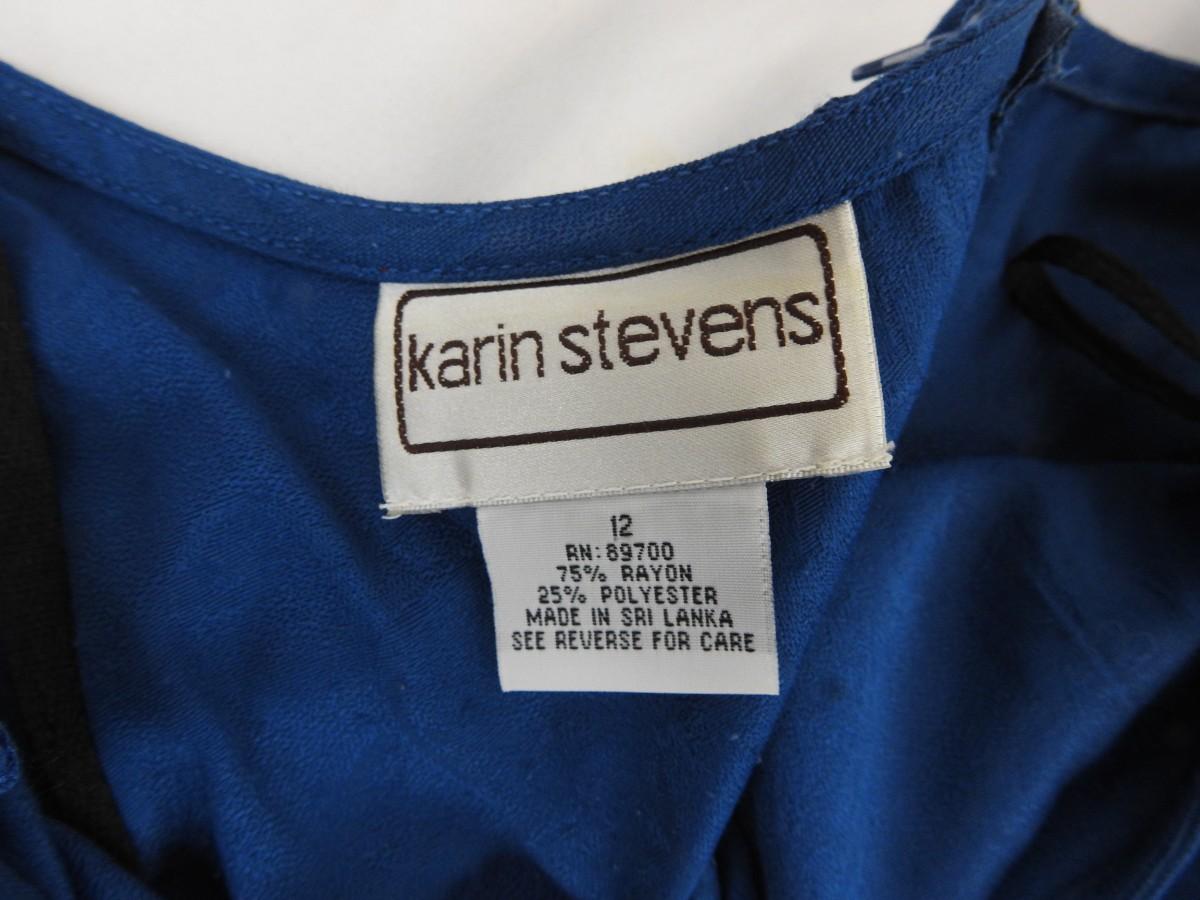 karin stevens
12
RN: 89700
75% RAYON
25% POLYESTER
MADE IN SRI LANKA
SEE REVERSE FOR CARE